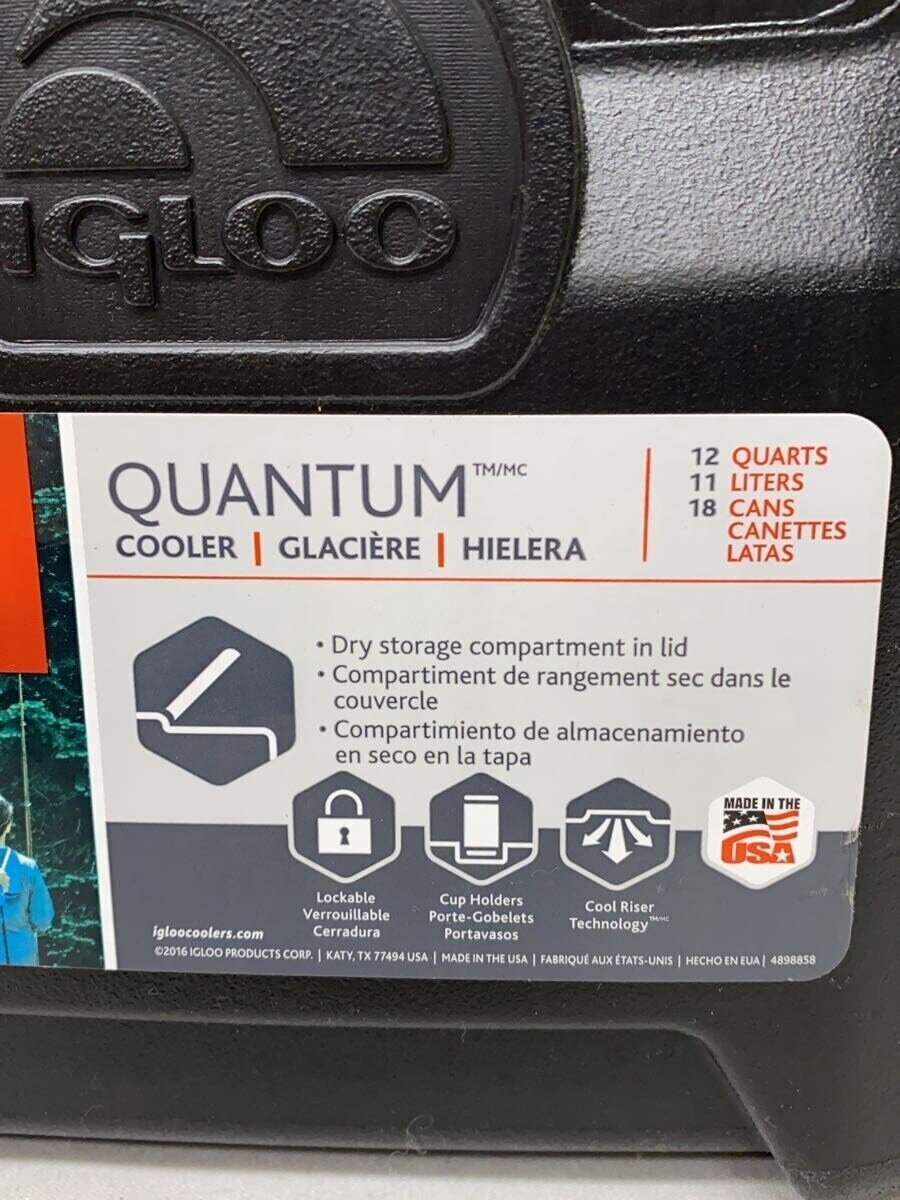 IGLOO
QUANTUM™/MC
COOLER | GLACIÈRE | HIELERA
12 QUARTS
11 LITERS
18 CANS
CANETTES
LATAS
• Dry storage compartment in lid
• Compartiment de rangement sec dans le
couvercle
• Compartimiento de almacenamiento
en seco en la tapa
Lockable
Verrouillable
Cerradura
Cup Holders
Porte-Gobelets
Portavasos
Cool Riser
Technology™/MC
MADE IN THE
USA
igloocoolers.com
©2016 IGLOO PRODUCTS CORP. | KATY, TX 77494 USA | MADE IN THE USA | FABRIQUÉ AUX ÉTATS-UNIS | HECHO EN EUA | 4898858